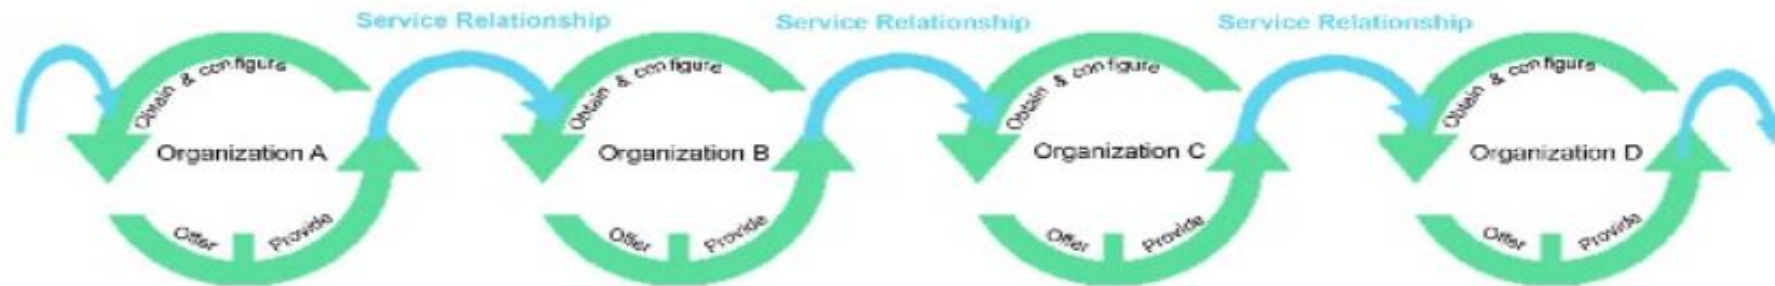 Service Relationship Service Relationship Service Relationship
Obtain & configure Obtain & configure Obtain & configure Obtain & configure
Organization A Organization B Organization C Organization D
Offer Provide Offer Provide Offer Provide Offer Provide